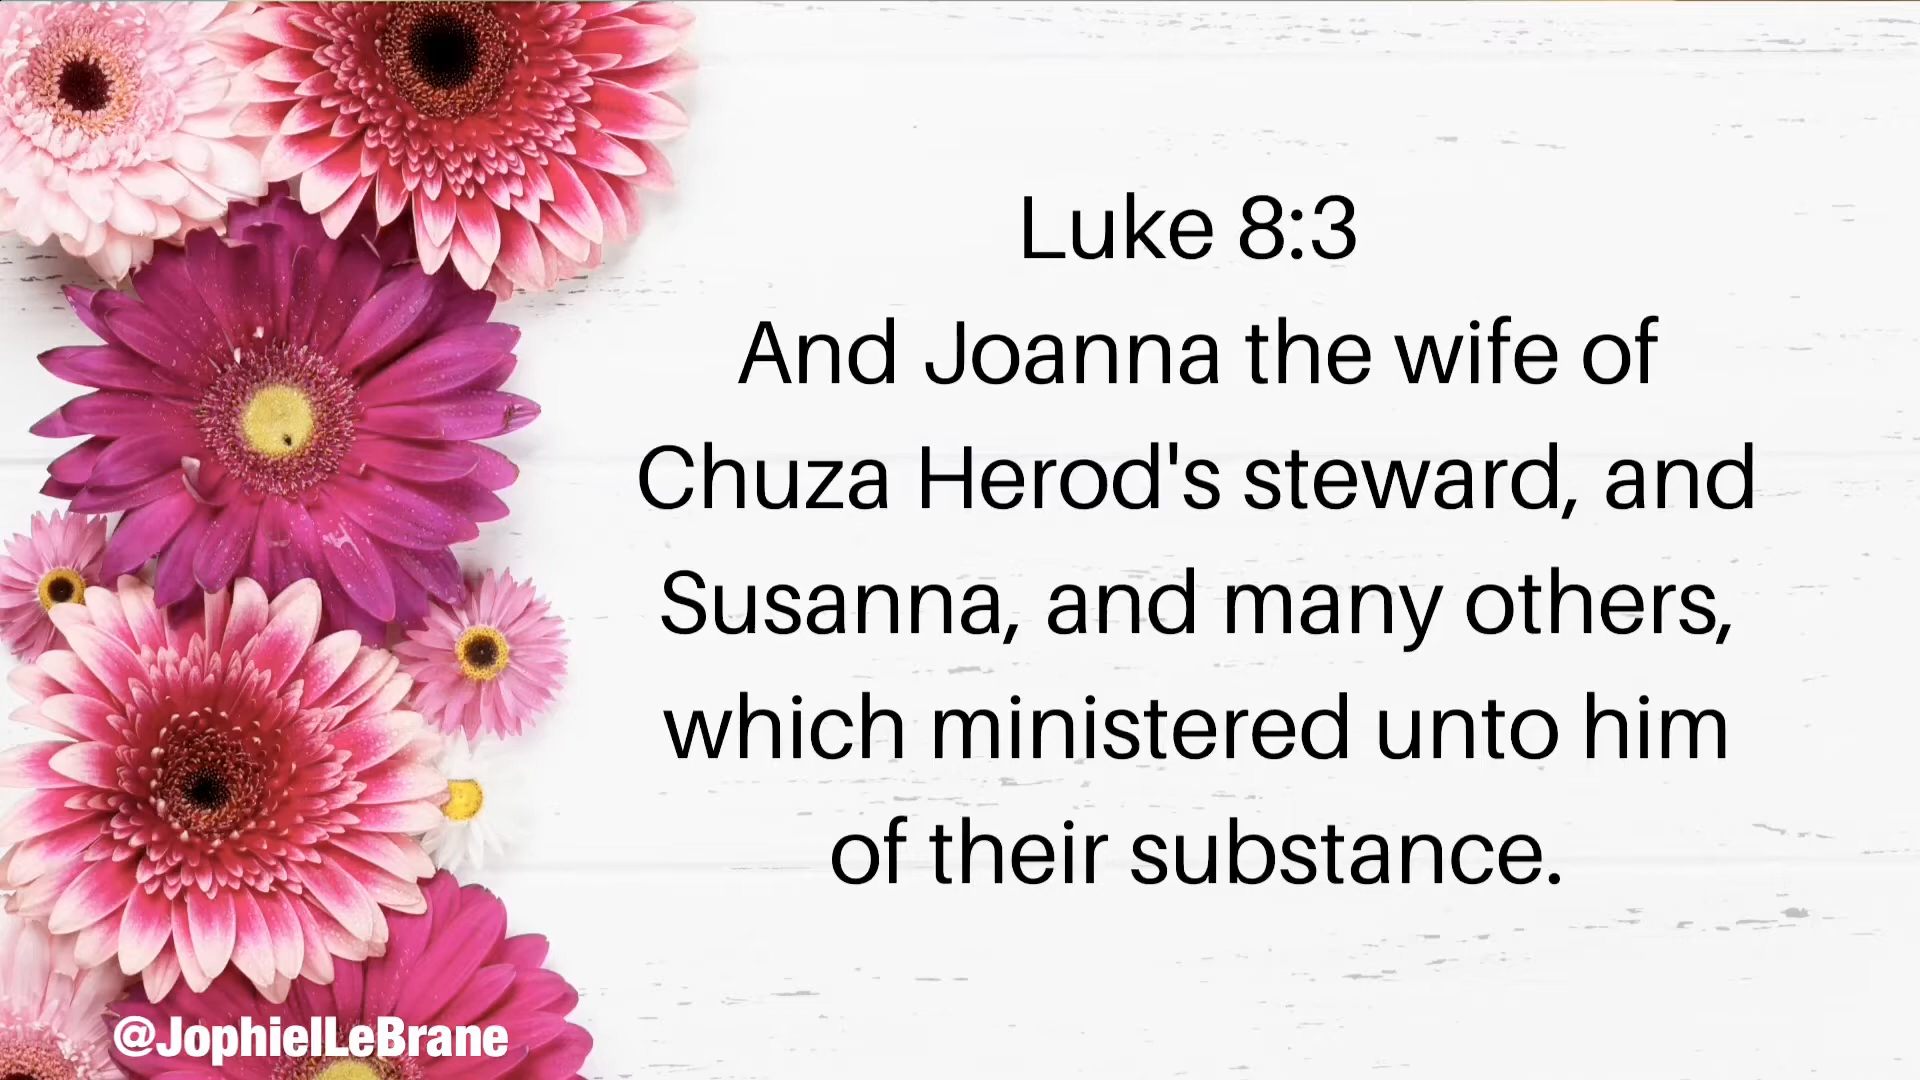 Luke 8:3
And Joanna the wife of
Chuza Herod's steward, and
Susanna, and many others,
which ministered unto him
of their substance.
@JophielLeBrane